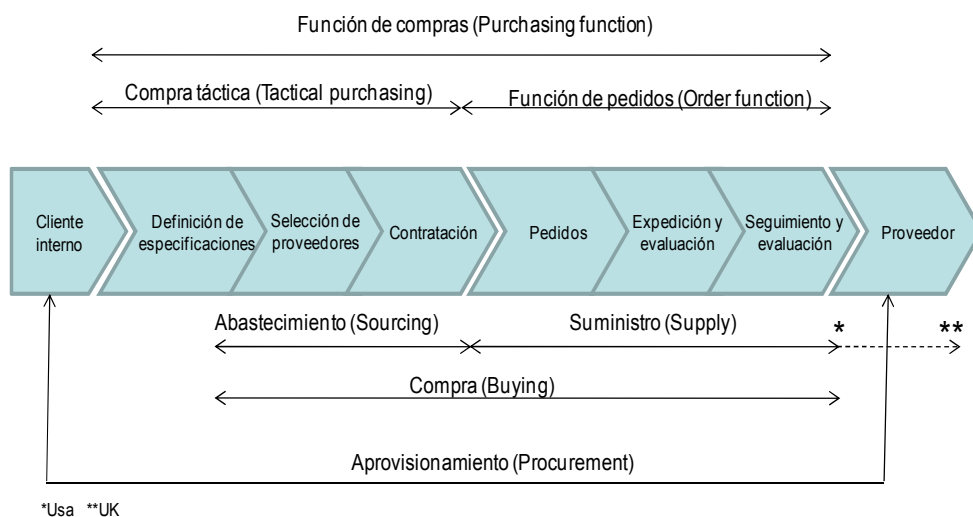 Función de compras (Purchasing function)
Compra táctica (Tactical purchasing)
Función de pedidos (Order function)
Cliente
interno
Definición de
especificaciones
Selección de
proveedores
Contratación
Pedidos
Expedición y
evaluación
Seguimiento y
evaluación
Proveedor
Abastecimiento (Sourcing)
Suministro (Supply)
*
**
Compra (Buying)
Aprovisionamiento (Procurement)
*Usa **UK